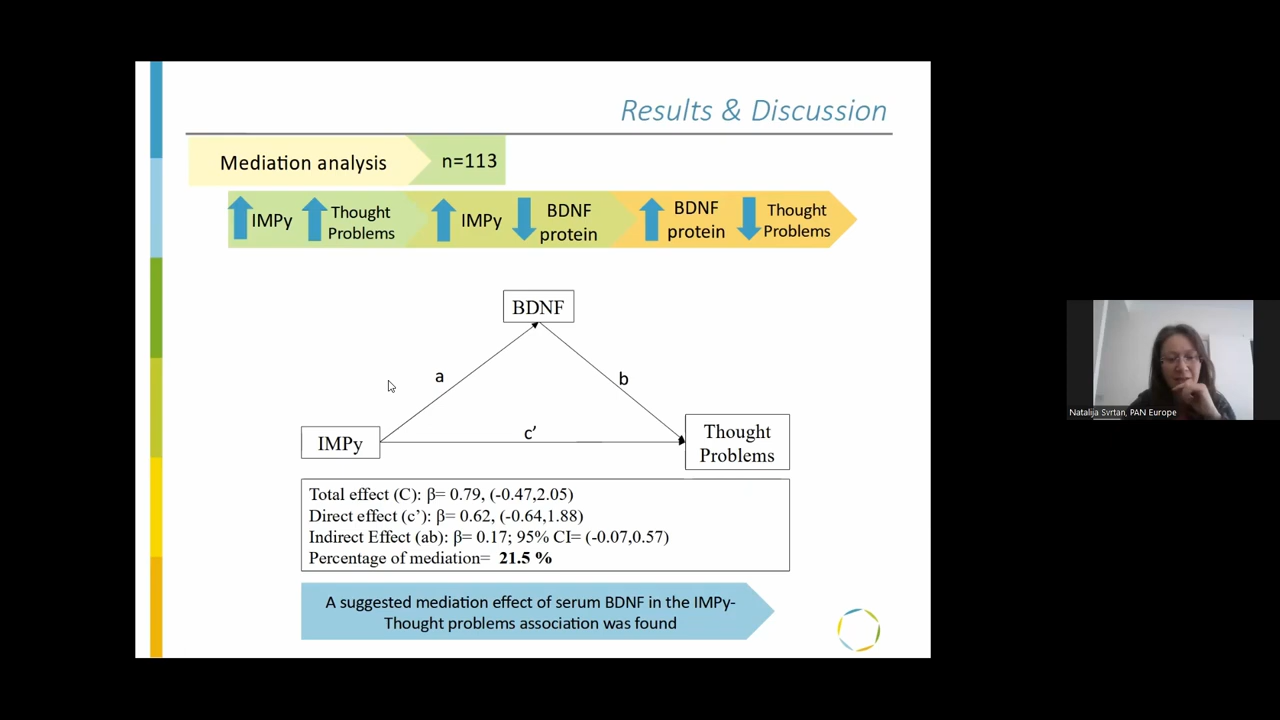 Results & Discussion
Mediation analysis
n=113
IMPy
Thought
Problems
IMPy
BDNF
protein
BDNF
protein
Thought
Problems
BDNF
a
b
IMPy
c’
Thought
Problems
Total effect (C): β= 0.79, (-0.47,2.05)
Direct effect (c’): β= 0.62, (-0.64,1.88)
Indirect Effect (ab): β= 0.17; 95% CI= (-0.07,0.57)
Percentage of mediation= 21.5 %
A suggested mediation effect of serum BDNF in the IMPy-
Thought problems association was found
Natalija Svrtan, PAN Europe